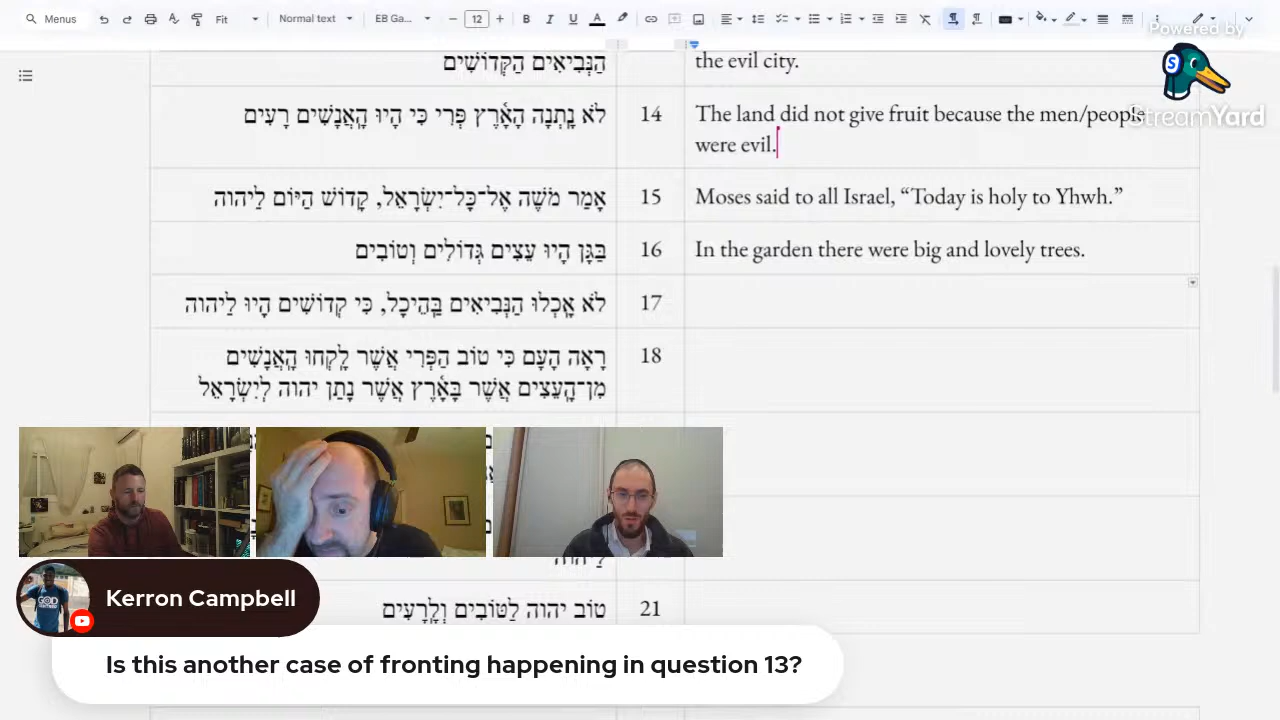 Menus
Fit
Normal text
EB Ga...
12
B I U A
Powered by
StreamYard
הַנְּבִיאִים הַקְּדוֹשִׁים
the evil city.
לֹא נָֽתְנָה הָאָ֫רֶץ פְּרִי כִּי הָיוּ הָֽאֲנָשִׁים רָעִים
14
The land did not give fruit because the men/people
were evil.
אָמַר מֹשֶׁה אֶל־כָּל־יִשְׂרָאֵל, קָדוֹשׁ הַיּוֹם לַיהוה
15
Moses said to all Israel, “Today is holy to Yhwh.”
בַּגָּן הָיוּ עֵצִים גְּדוֹלִים וְטוֹבִים
16
In the garden there were big and lovely trees.
לֹא אָֽכְלוּ הַנְּבִיאִים בַּֽהֵיכָל, כִּי קְדוֹשִׁים הָיוּ לַיהוה
17
רָאָה הָעָם כִּי טוֹב הַפְּרִי אֲשֶׁר לָֽקְחוּ הָֽאֲנָשִׁים
מִן־הָֽעֵצִים אֲשֶׁר בָּאָ֫רֶץ אֲשֶׁר נָתַן יהוה לְיִשְׂרָאֵל
18
לַיהוה
טוֹב יהוה לַטּוֹבִים וְלָֽרָעִים
21
Kerron Campbell
Is this another case of fronting happening in question 13?